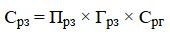 Срз = Прз × Грз × Срг